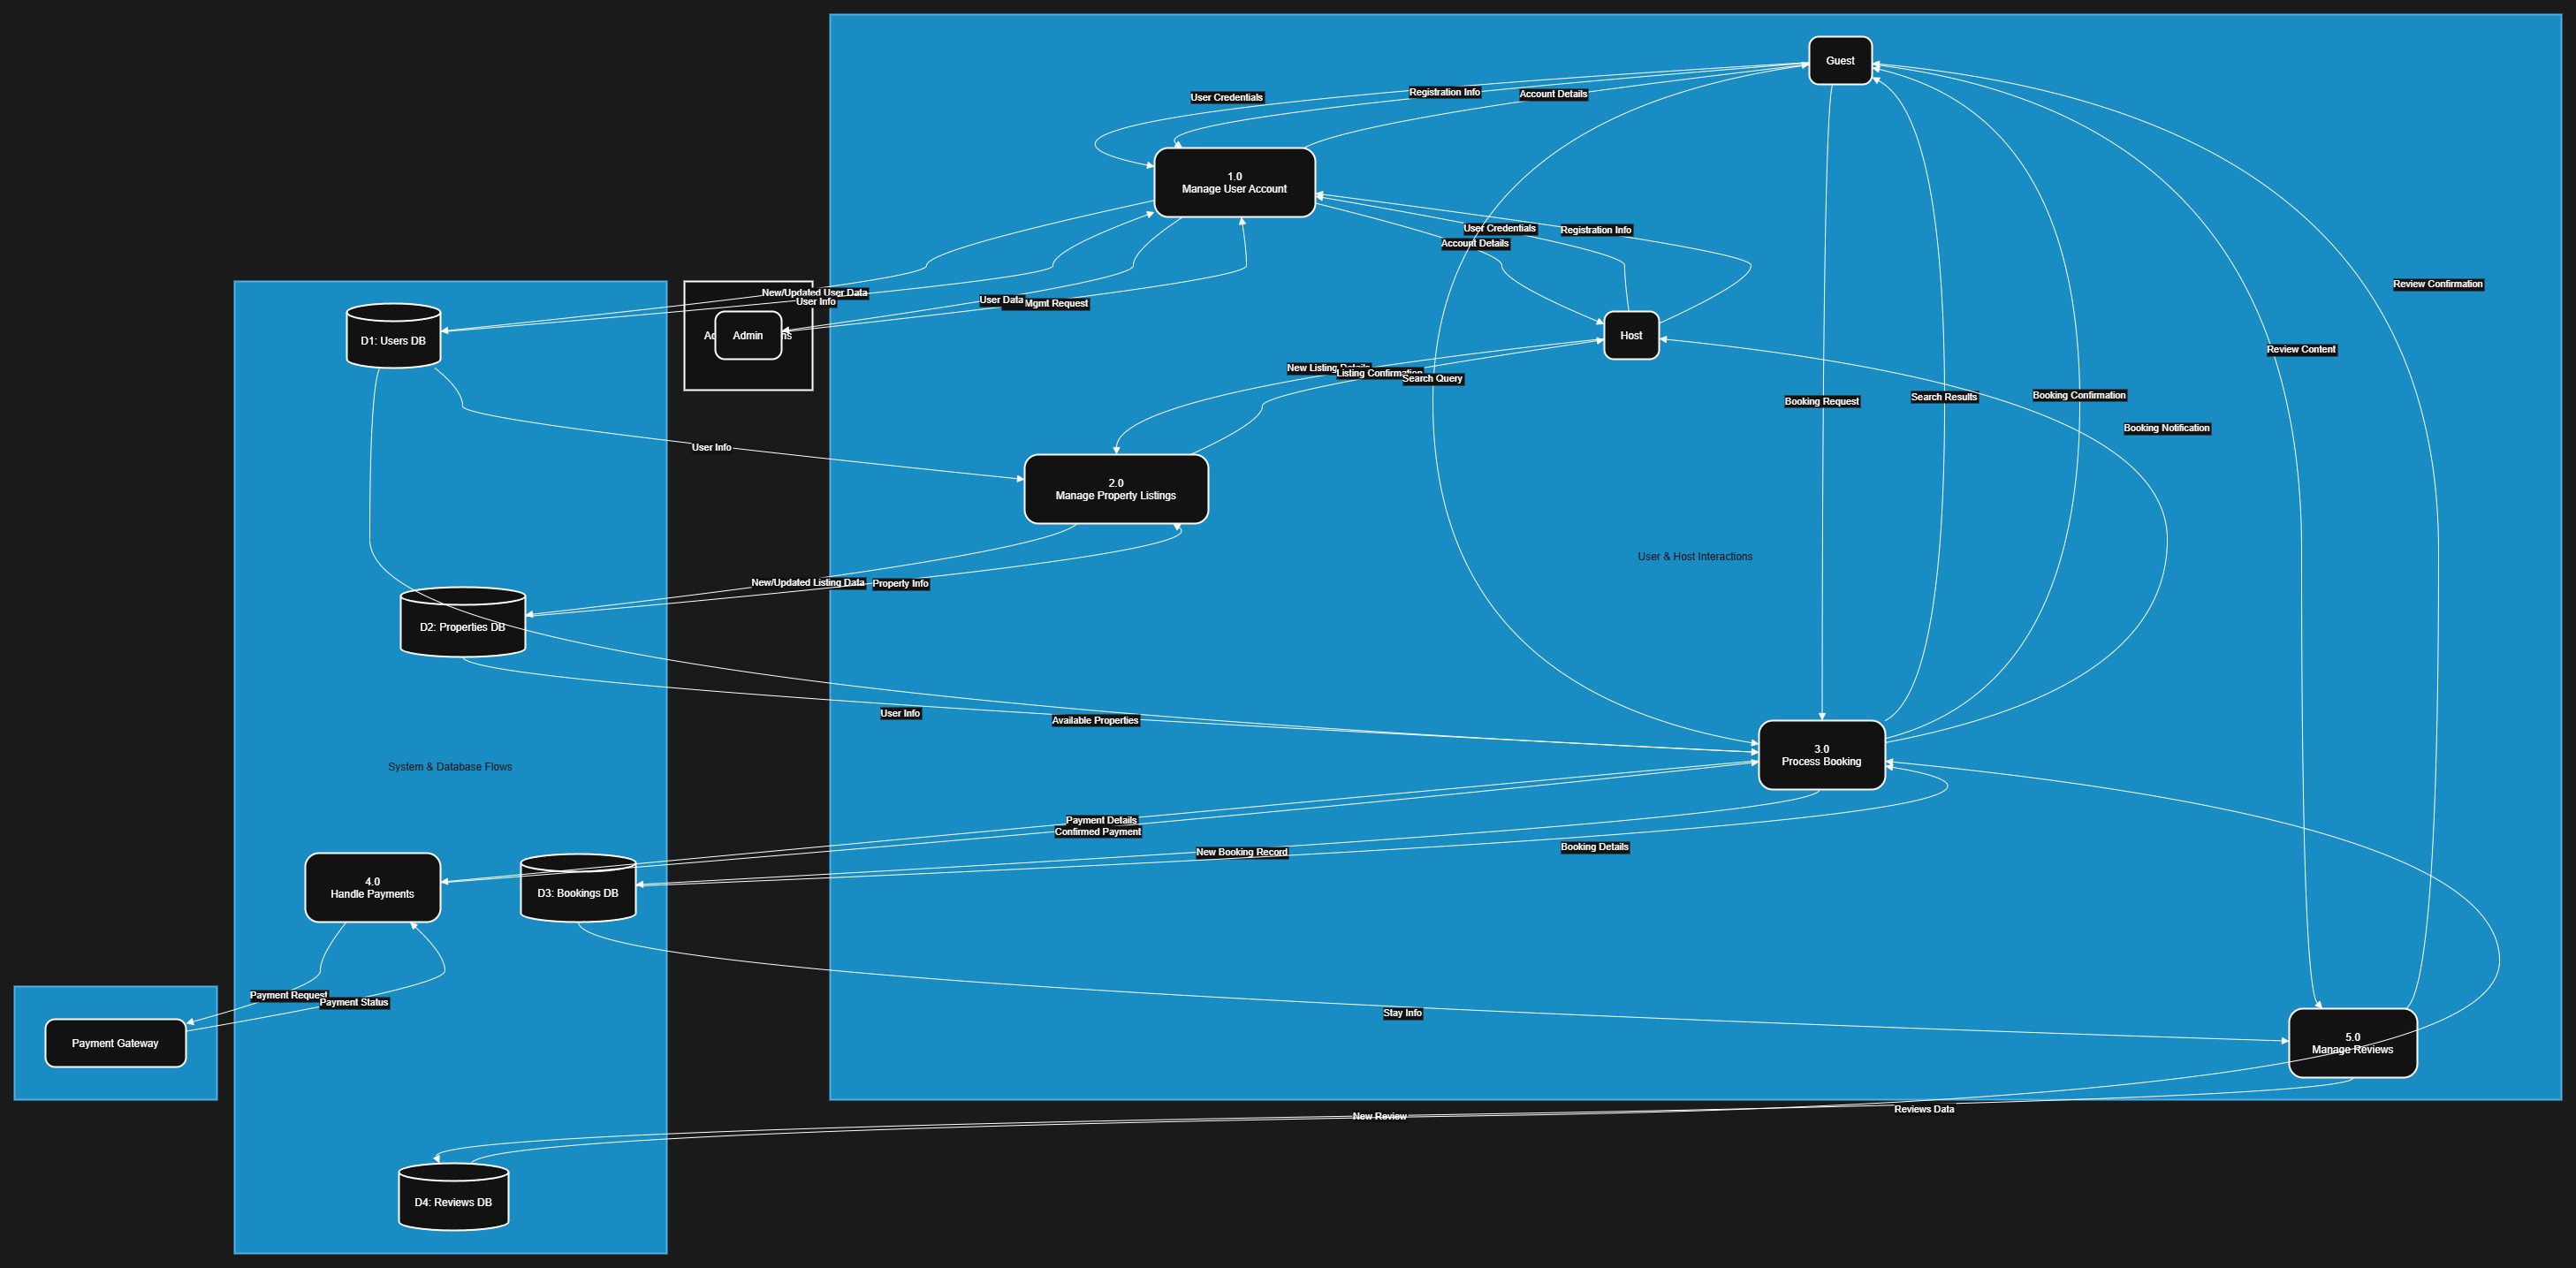 Guest
User Credentials
Registration Info
Account Details
1.0
Manage User Account
User Credentials
Registration Info
Account Details
Review Confirmation
New/Updated User Data
User Info
User Data
Mgmt Request
D1: Users DB
Admin
Host
Review Content
New Listing Details
Listing Confirmation
Search Query
Booking Request
Search Results
Booking Confirmation
Booking Notification
User Info
2.0
Manage Property Listings
User & Host Interactions
New/Updated Listing Data
Property Info
D2: Properties DB
User Info
Available Properties
3.0
Process Booking
System & Database Flows
Payment Details
Confirmed Payment
New Booking Record
Booking Details
4.0
Handle Payments
D3: Bookings DB
Payment Request
Payment Status
Stay Info
Payment Gateway
5.0
Manage Reviews
New Review
Reviews Data
D4: Reviews DB